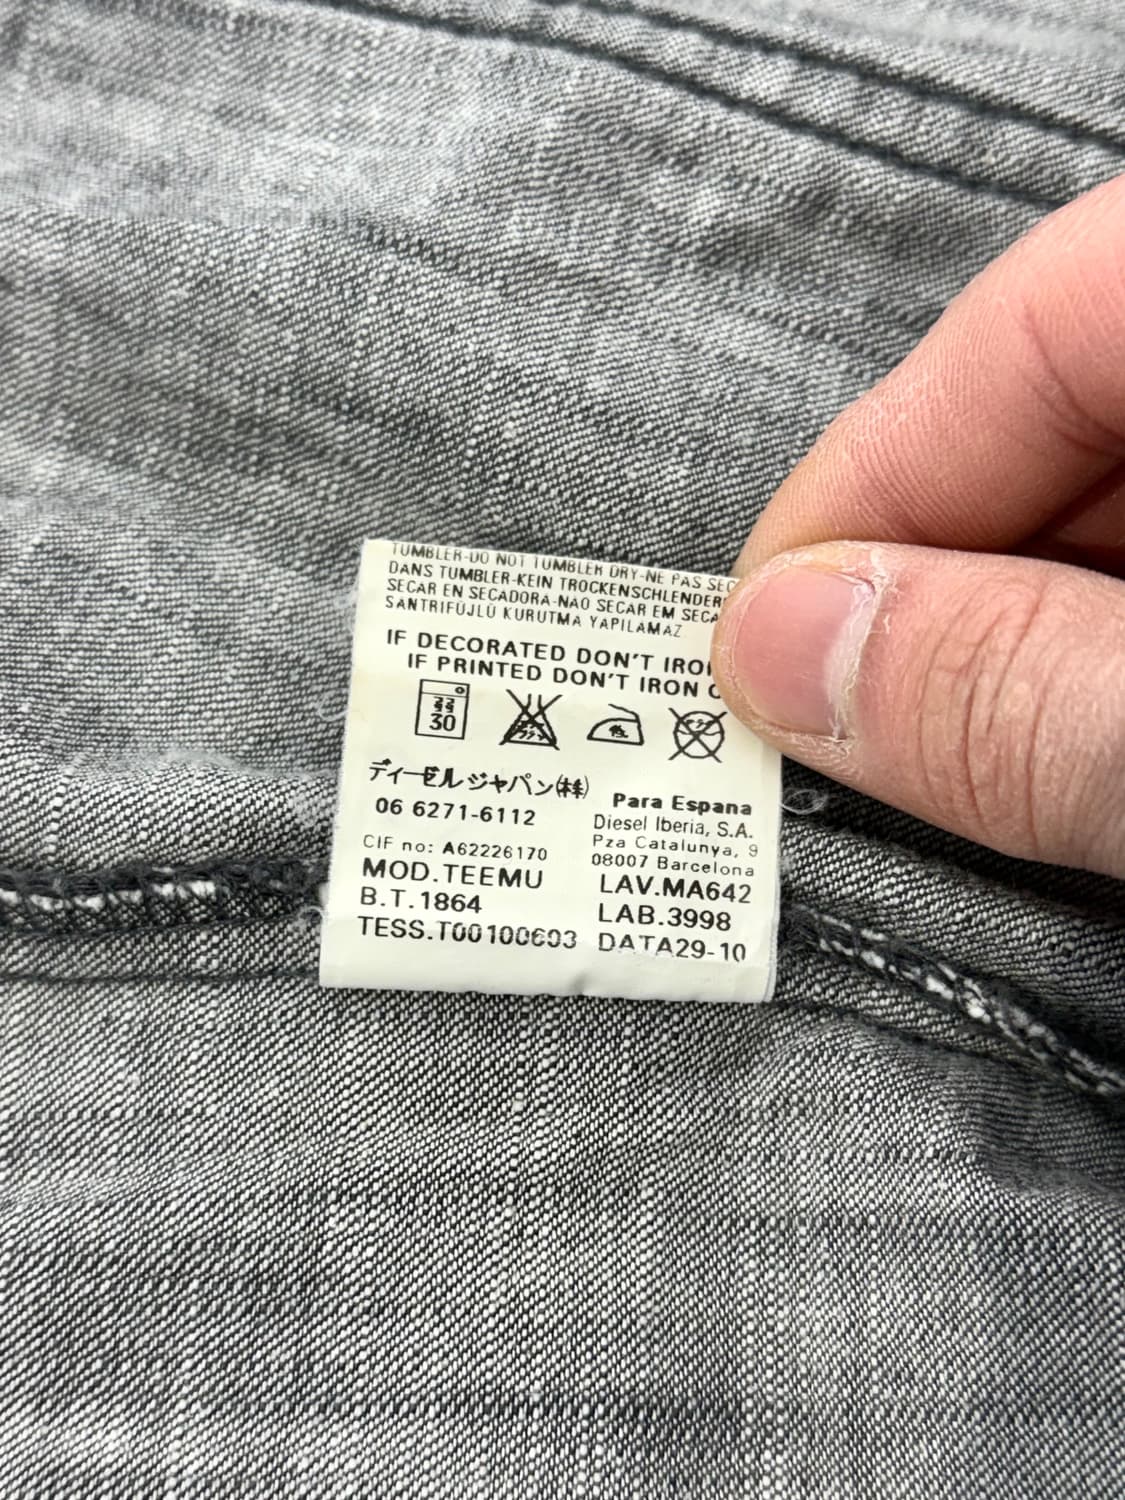 TUMBLER-DO NOT TUMBLER DRY-NE PAS
DANS TUMBLER-KEIN TROCKENSCHLENDER
SECAR EN SECADORA-NAO SECAR EM
SANTRIFÜJLÜ KURUTMA YAPILAMAZ
IF DECORATED DON'T
IF PRINTED DON'T IRON
30
ディーゼルジャパン(株)
06 6271-6112
CIF no: A62226170
MOD.TEEMU
B.T.1864
TESS.T00100603
Para Espana
Diesel Iberia, S.A.
Pza Catalunya, 9
08007 Barcelona
LAV.MA642
LAB.3998
DATA29-10